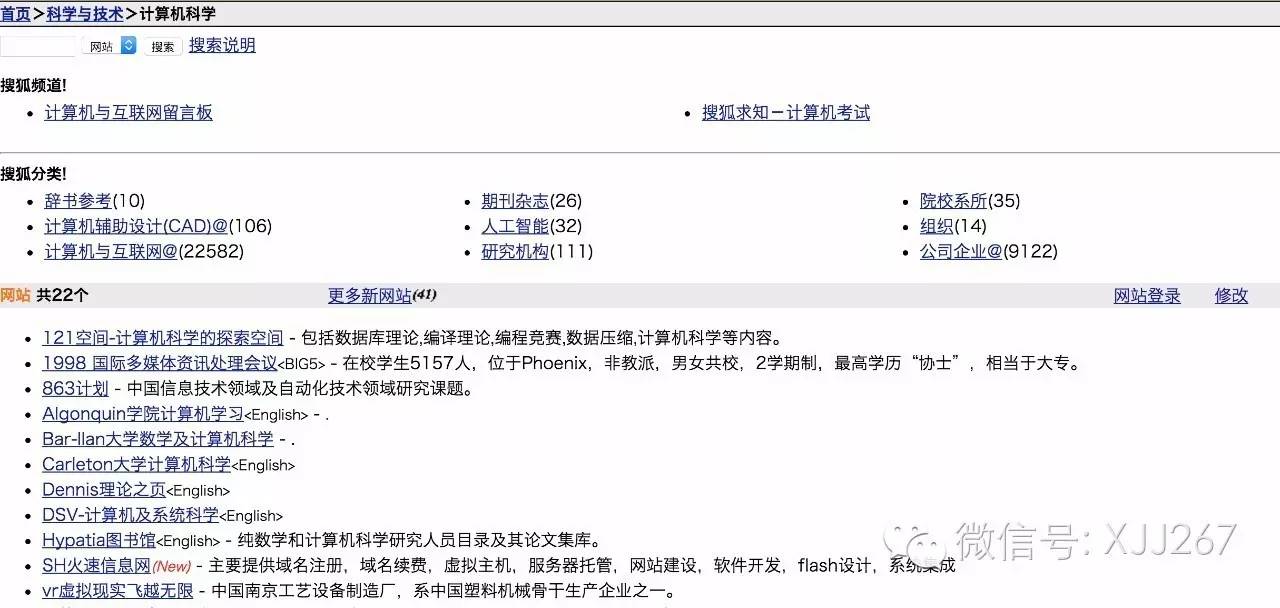 首页>科学与技术>计算机科学
网站 搜索 搜索说明
搜狐频道!
计算机与互联网留言板 搜狐求知－计算机考试
搜狐分类!
辞书参考(10) 期刊杂志(26) 院校系所(35)
计算机辅助设计(CAD)@(106) 人工智能(32) 组织(14)
计算机与互联网@(22582) 研究机构(111) 公司企业@(9122)
网站 共22个 更多新网站(41) 网站登录 修改
121空间-计算机科学的探索空间 - 包括数据库理论,编译理论,编程竞赛,数据压缩,计算机科学等内容。
1998 国际多媒体资讯处理会议<BIG5> - 在校学生5157人，位于Phoenix，非教派，男女共校，2学期制，最高学历“协士”，相当于大专。
863计划 - 中国信息技术领域及自动化技术领域研究课题。
Algonquin学院计算机学习<English> - .
Bar-llan大学数学及计算机科学 - .
Carleton大学计算机科学<English>
Dennis理论之页<English>
DSV-计算机及系统科学<English>
Hypatia图书馆<English> - 纯数学和计算机科学研究人员目录及其论文集库。
SH火速信息网(New) - 主要提供域名注册，域名续费，虚拟主机，服务器托管，网站建设，软件开发，flash设计，系统集成
vr虚拟现实飞越无限 - 中国南京工艺设备制造厂，系中国塑料机械骨干生产企业之一。
微信号: XJJ267